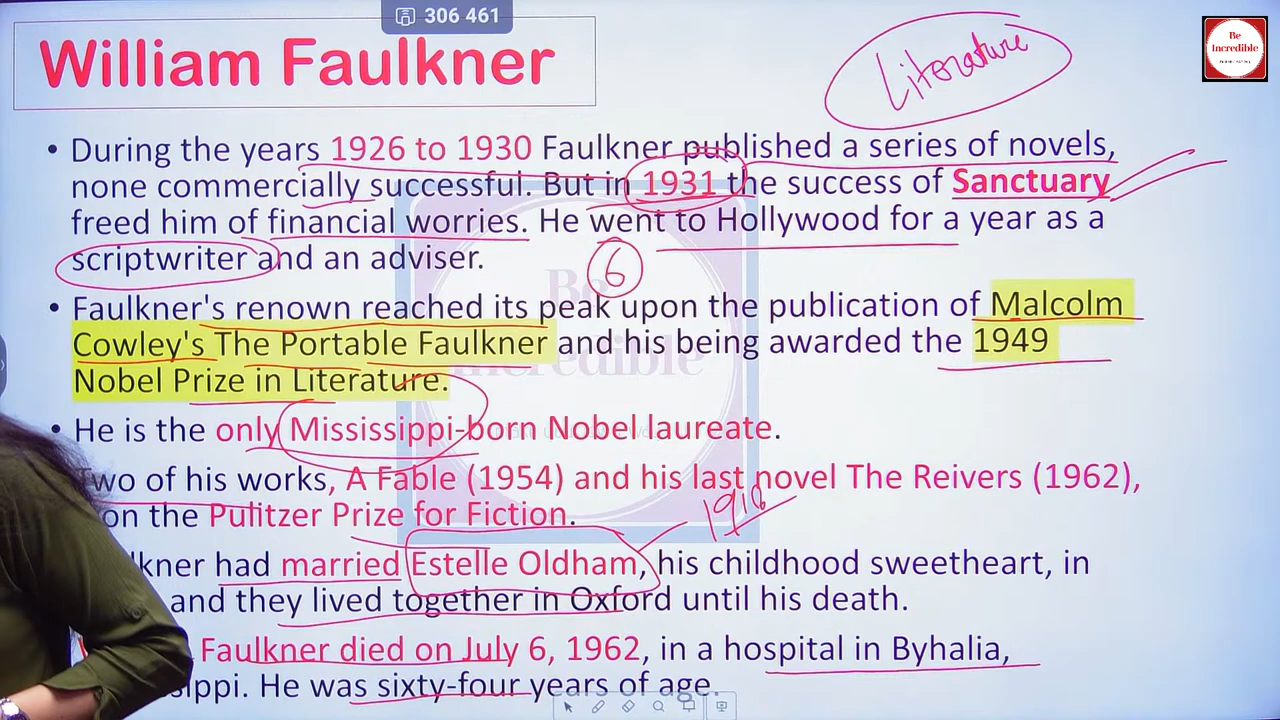 306 461
William Faulkner
Literature
Be
Incredible
• During the years 1926 to 1930 Faulkner published a series of novels,
none commercially successful. But in 1931 the success of Sanctuary
freed him of financial worries. He went to Hollywood for a year as a
scriptwriter and an adviser.
6
• Faulkner's renown reached its peak upon the publication of Malcolm
Cowley's The Portable Faulkner and his being awarded the 1949
Nobel Prize in Literature.
• He is the only Mississippi-born Nobel laureate.
Two of his works, A Fable (1954) and his last novel The Reivers (1962),
on the Pulitzer Prize for Fiction.
lkner had married Estelle Oldham, his childhood sweetheart, in
and they lived together in Oxford until his death.
Faulkner died on July 6, 1962, in a hospital in Byhalia,
sippi. He was sixty-four years of age.
Be